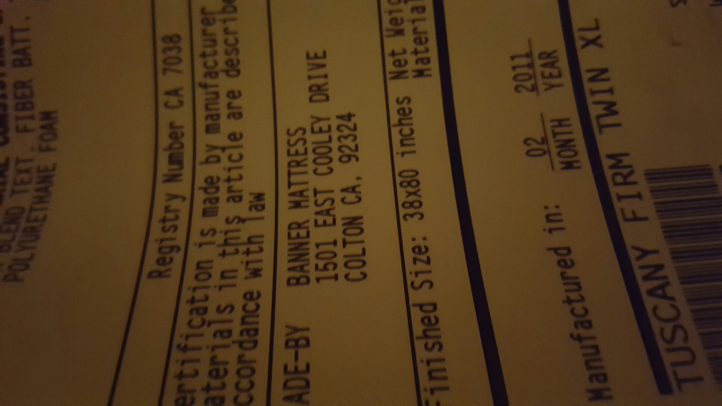 BLEND TEXT. FIBER BATT.
POLYURETHANE FOAM
Registry Number CA 7038
ertification is made by manufacturer
aterials in this article are describe
ccordance with law
ADE-BY BANNER MATTRESS
1501 EAST COOLEY DRIVE
COLTON CA, 92324
Finished Size: 38x80 inches Net Weig
Material
Manufactured in: 02 2011
MONTH YEAR
TUSCANY FIRM TWIN XL